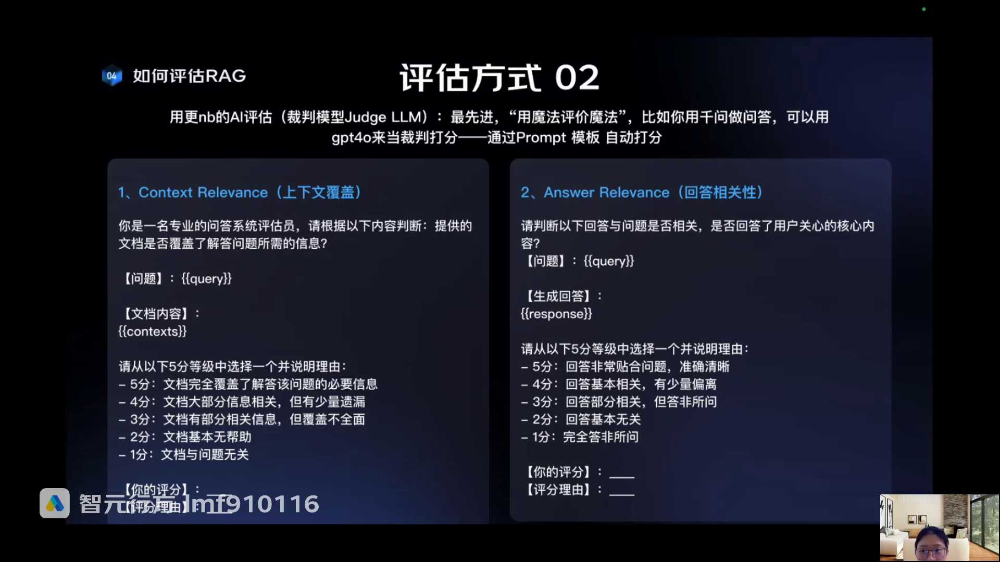 04 如何评估RAG
评估方式 02
用更nb的AI评估（裁判模型Judge LLM）：最先进，“用魔法评价魔法”，比如你用千问做问答，可以用
gpt4o来当裁判打分——通过Prompt 模板 自动打分
1、Context Relevance（上下文覆盖）
你是一名专业的问答系统评估员，请根据以下内容判断：提供的
文档是否覆盖了解答问题所需的信息？
【问题】：{{query}}
【文档内容】：
{{contexts}}
请从以下5分等级中选择一个并说明理由：
– 5分：文档完全覆盖了解答该问题的必要信息
– 4分：文档大部分信息相关，但有少量遗漏
– 3分：文档有部分相关信息，但覆盖不全面
– 2分：文档基本无帮助
– 1分：文档与问题无关
【你的评分】：____
【评分理由】：____
2、Answer Relevance（回答相关性）
请判断以下回答与问题是否相关，是否回答了用户关心的核心内
容？
【问题】：{{query}}
【生成回答】：
{{response}}
请从以下5分等级中选择一个并说明理由：
– 5分：回答非常贴合问题，准确清晰
– 4分：回答基本相关，有少量偏离
– 3分：回答部分相关，但答非所问
– 2分：回答基本无关
– 1分：完全答非所问
【你的评分】：____
【评分理由】：____
智元行方 lmf910116